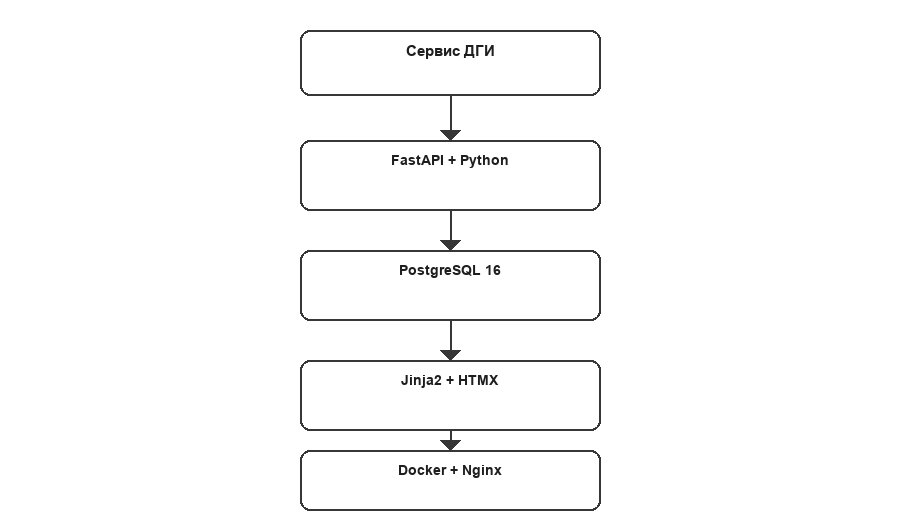 Сервис ДГИ
FastAPI + Python
PostgreSQL 16
Jinja2 + HTMX
Docker + Nginx